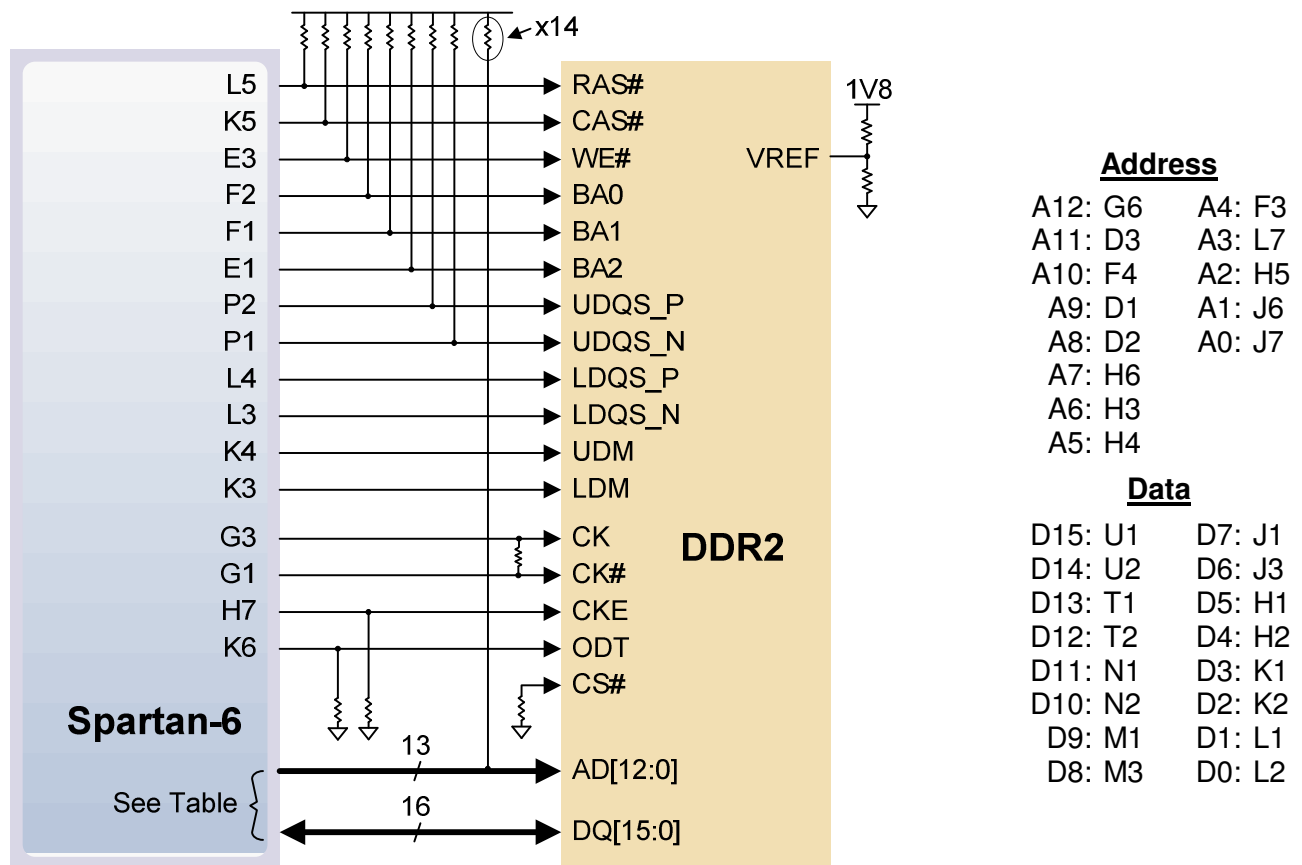 x14
L5 RAS#
1V8
K5 CAS#
E3 WE# VREF
F2 BA0
F1 BA1
E1 BA2
P2 UDQS_P
P1 UDQS_N
L4 LDQS_P
L3 LDQS_N
K4 UDM
K3 LDM
G3 CK
DDR2
G1 CK#
H7 CKE
K6 ODT
CS#
Spartan-6
13
AD[12:0]
See Table
16
DQ[15:0]
Address
A12: G6 A4: F3
A11: D3 A3: L7
A10: F4 A2: H5
A9: D1 A1: J6
A8: D2 A0: J7
A7: H6
A6: H3
A5: H4
Data
D15: U1 D7: J1
D14: U2 D6: J3
D13: T1 D5: H1
D12: T2 D4: H2
D11: N1 D3: K1
D10: N2 D2: K2
D9: M1 D1: L1
D8: M3 D0: L2